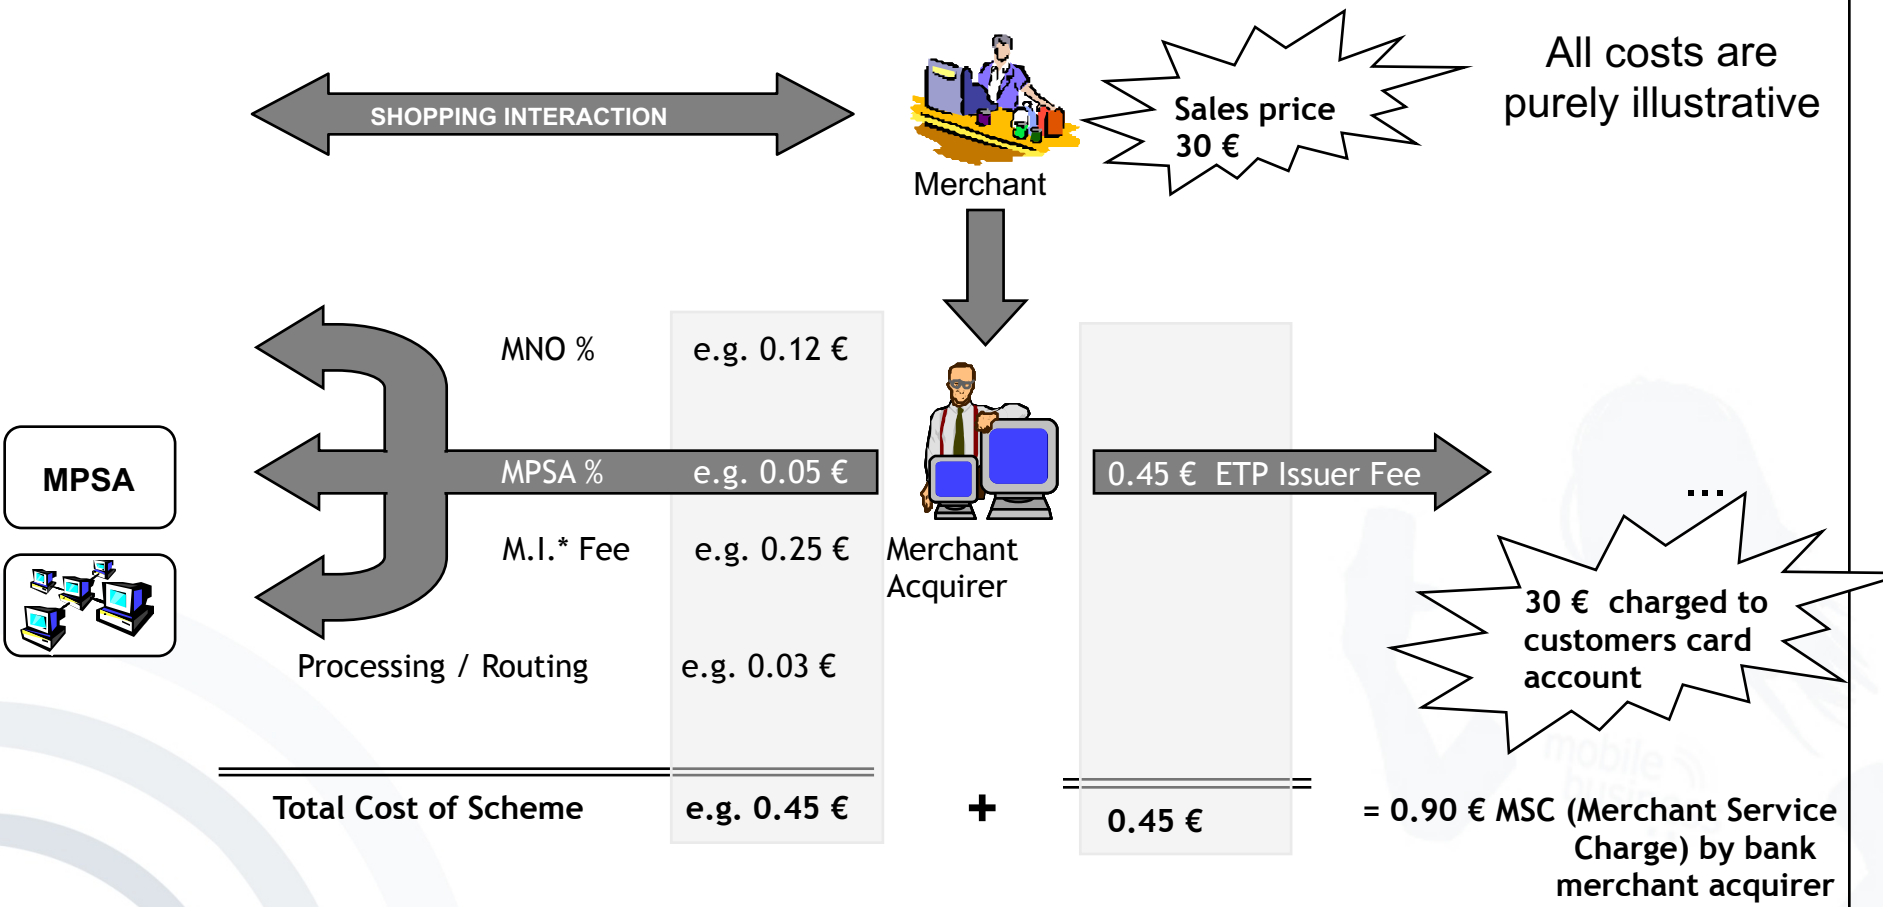 All costs are
purely illustrative
SHOPPING INTERACTION
Sales price
30 €
Merchant
MNO %
e.g. 0.12 €
MPSA
MPSA %
e.g. 0.05 €
0.45 €  ETP Issuer Fee
...
M.I.* Fee
e.g. 0.25 €
Merchant
Acquirer
30 €  charged to
customers card
account
Processing / Routing
e.g. 0.03 €
mobile
Total Cost of Scheme
e.g. 0.45 €
+
0.45 €
= 0.90 € MSC (Merchant Service
Charge) by bank
merchant acquirer